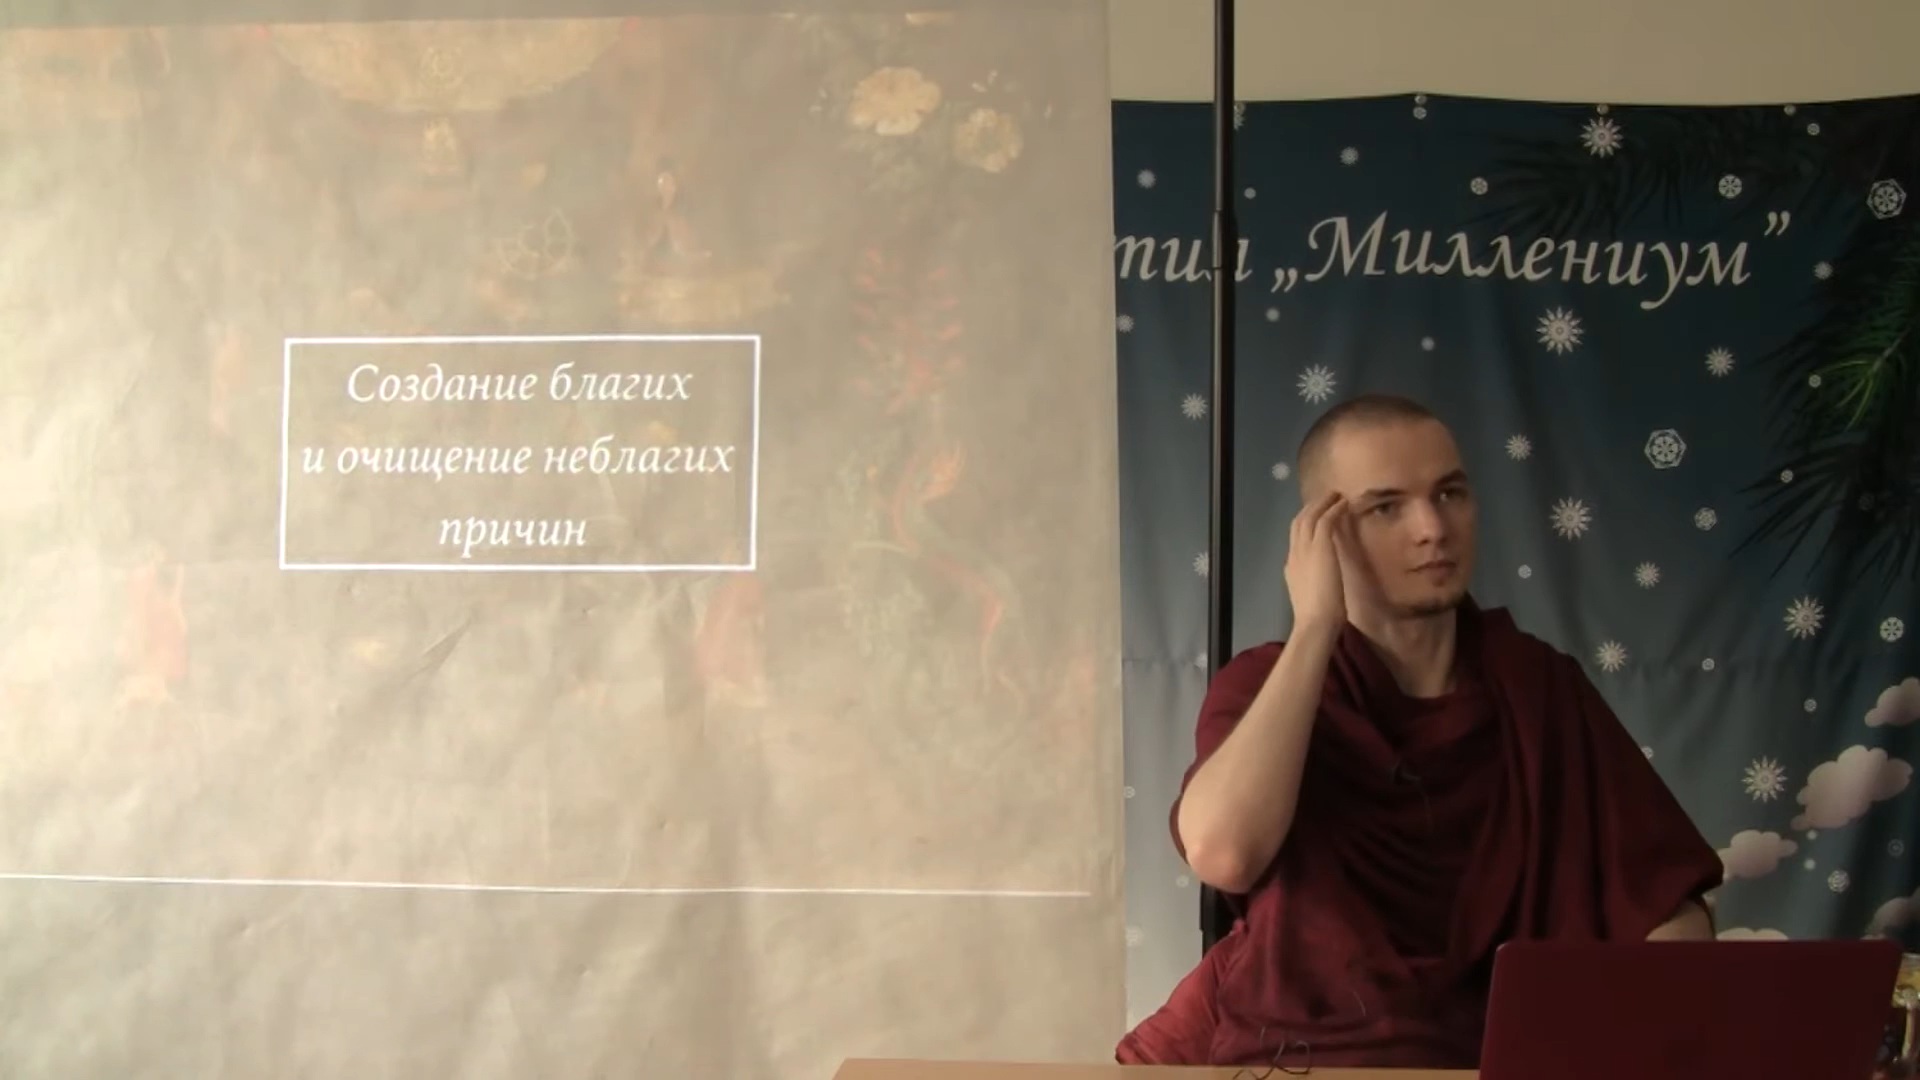 Создание благих
и очищение неблагих
причин
„Миллениум”